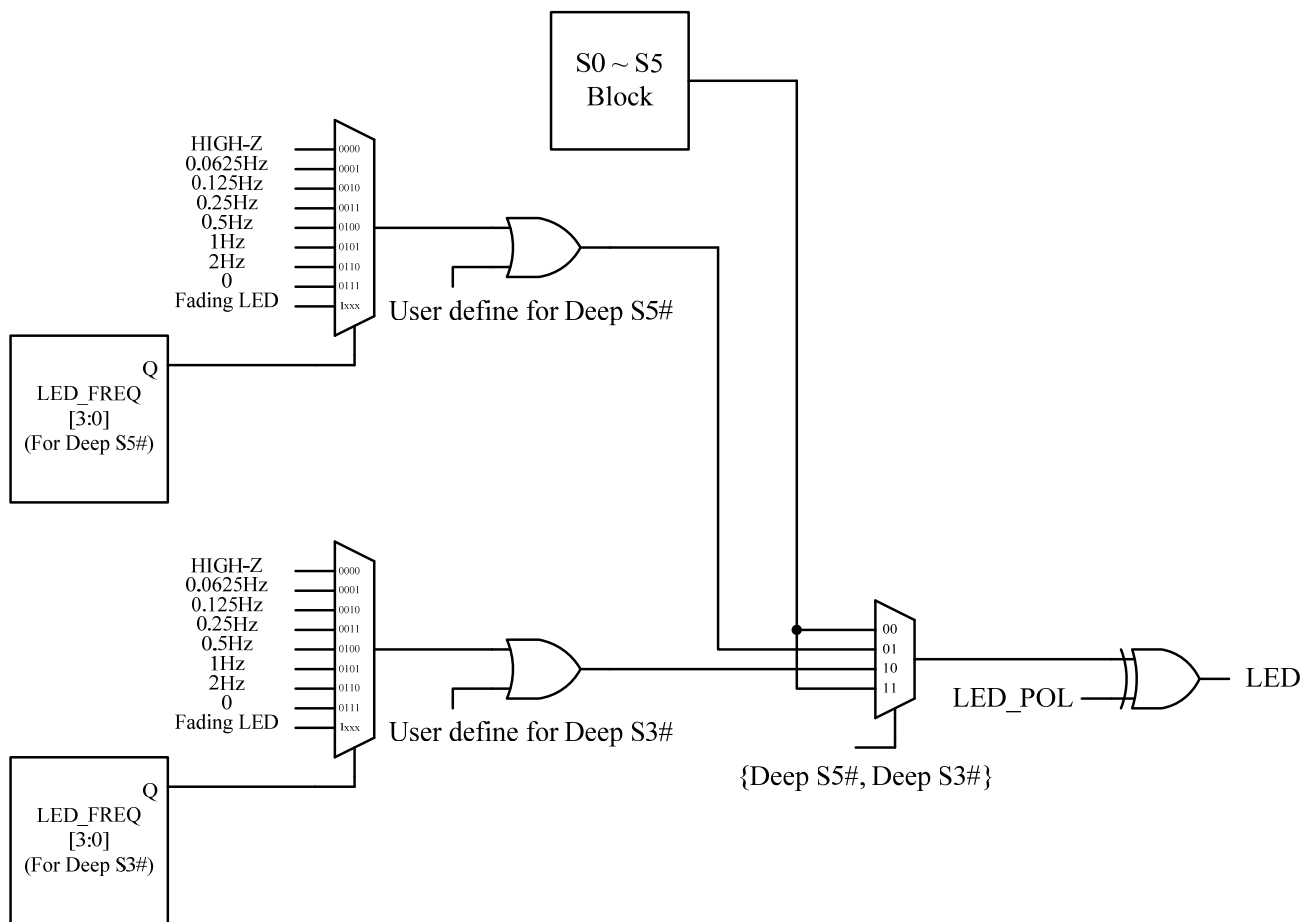 S0 ~ S5
Block
HIGH-Z
0.0625Hz
0.125Hz
0.25Hz
0.5Hz
1Hz
2Hz
0
Fading LED
0000
0001
0010
0011
0100
0101
0110
0111
1xxx
User define for Deep S5#
Q
LED_FREQ
[3:0]
(For Deep S5#)
HIGH-Z
0.0625Hz
0.125Hz
0.25Hz
0.5Hz
1Hz
2Hz
0
Fading LED
0000
0001
0010
0011
0100
0101
0110
0111
1xxx
User define for Deep S3#
Q
LED_FREQ
[3:0]
(For Deep S3#)
00
01
10
11
{Deep S5#, Deep S3#}
LED_POL
LED